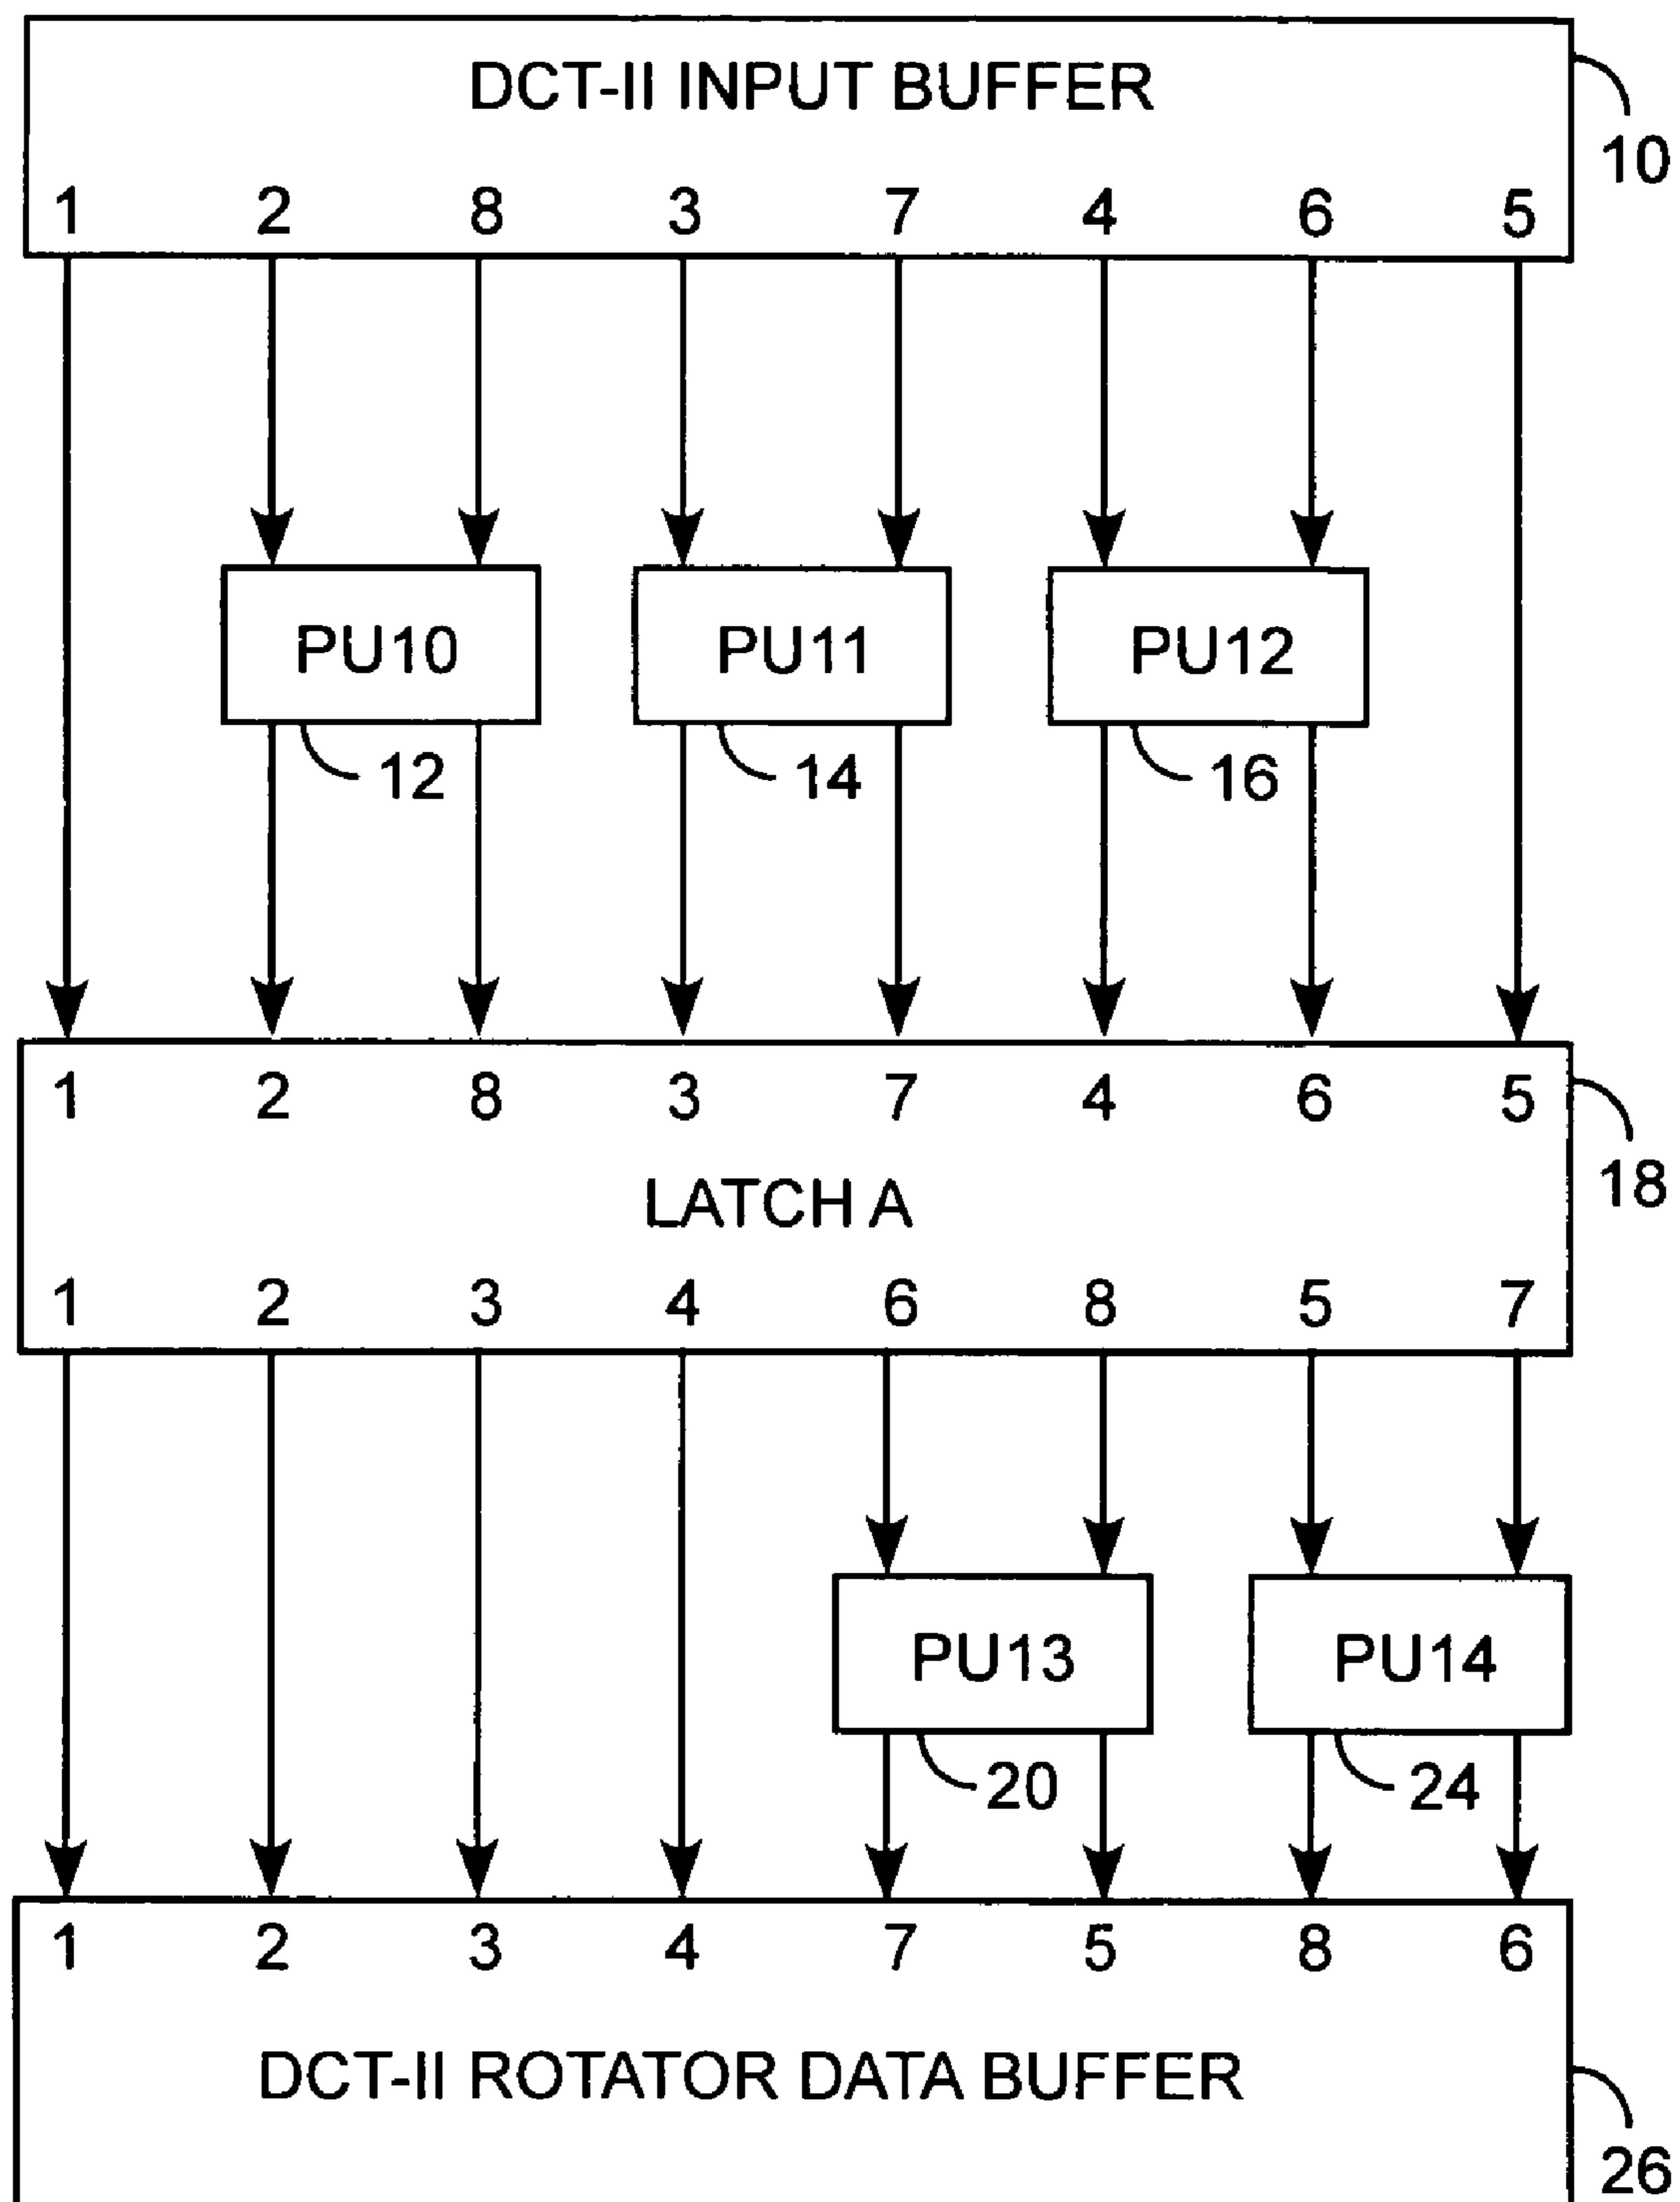 DCT-II INPUT BUFFER
10
1 2 8 3 7 4 6 5
PU10 PU11 PU12
12 14 16
1 2 8 3 7 4 6 5
18
LATCH A
1 2 3 4 6 8 5 7
PU13 PU14
20 24
1 2 3 4 7 5 8 6
DCT-II ROTATOR DATA BUFFER
26